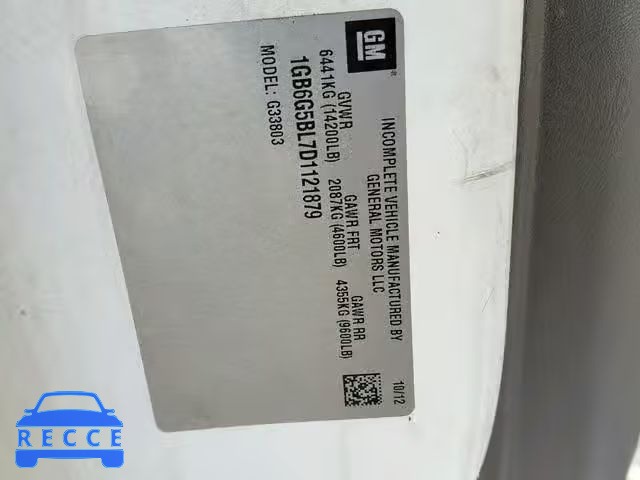 GM
®
INCOMPLETE VEHICLE MANUFACTURED BY
GENERAL MOTORS LLC
10/12
GVWR GAWR FRT GAWR RR
6441KG (14200LB) 2087KG (4600LB) 4355KG (9600LB)
1GB6G5BL7D1121879
MODEL: G33803
RECCE